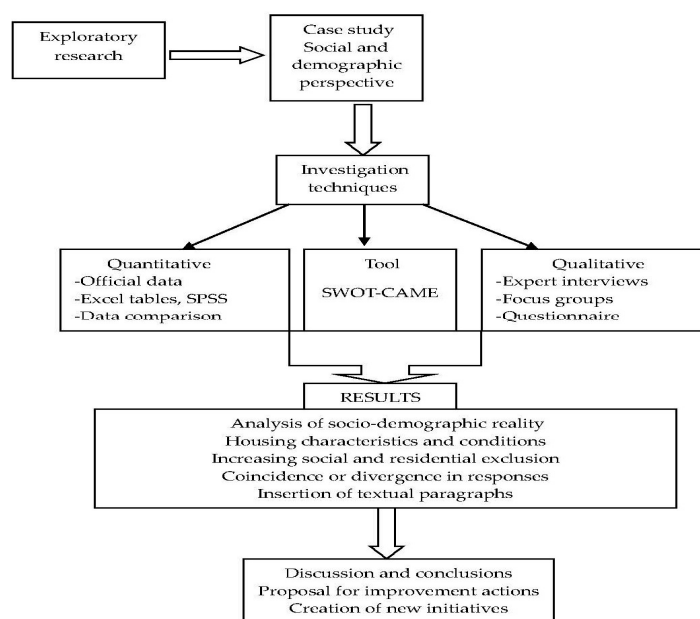 Exploratory
research
Case study
Social and
demographic
perspective
Investigation
techniques
Quantitative
-Official data
-Excel tables, SPSS
-Data comparison
Tool
SWOT-CAME
Qualitative
-Expert interviews
-Focus groups
-Questionnaire
RESULTS
Analysis of socio-demographic reality
Housing characteristics and conditions
Increasing social and residential exclusion
Coincidence or divergence in responses
Insertion of textual paragraphs
Discussion and conclusions
Proposal for improvement actions
Creation of new initiatives